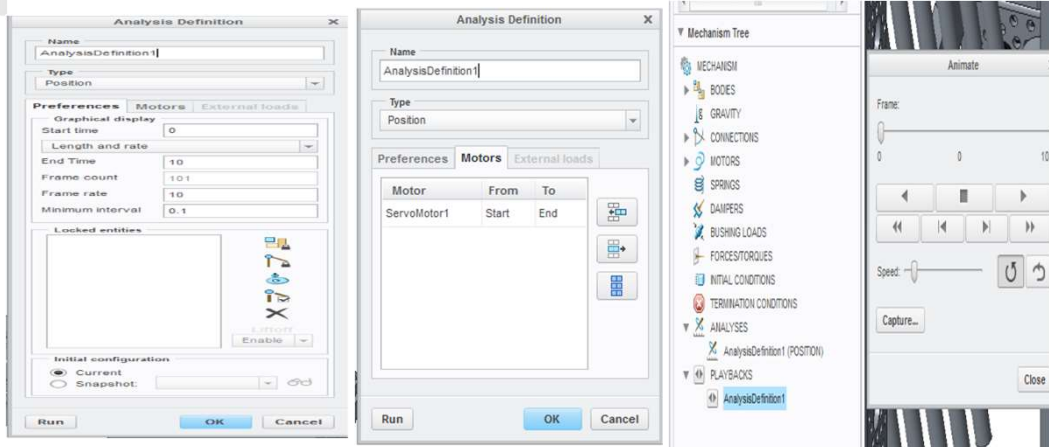 Analysis Definition
Name
AnalysisDefinition1
Type
Position
Preferences Motors External loads
Graphical display
Start time 0
Length and rate
End Time 10
Frame count 101
Frame rate 10
Minimum interval 0.1
Locked entities
Enable
Initial configuration
Current
Snapshot:
Run OK Cancel
Analysis Definition
Name
AnalysisDefinition1
Type
Position
Preferences Motors External loads
Motor From To
ServoMotor1 Start End
Run OK Cancel
Mechanism Tree
MECHANISM
BODIES
GRAVITY
CONNECTIONS
MOTORS
SPRINGS
DAMPERS
BUSHING LOADS
FORCES/TORQUES
INITIAL CONDITIONS
TERMINATION CONDITIONS
ANALYSES
AnalysisDefinition1 (POSITION)
PLAYBACKS
AnalysisDefinition1
Animate
Frame:
0 0 10
Speed:
Capture...
Close